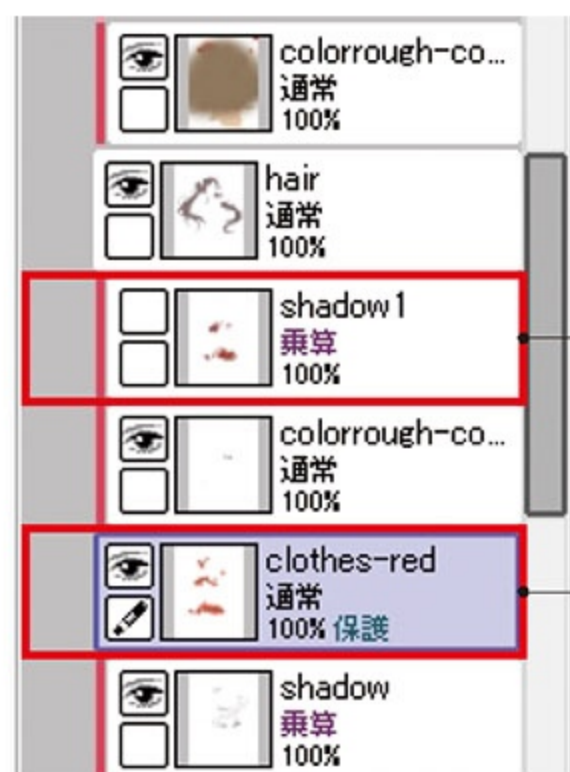 colorrough-co...
通常
100%
hair
通常
100%
shadow1
乗算
100%
colorrough-co...
通常
100%
clothes-red
通常
100% 保護
shadow
乗算
100%